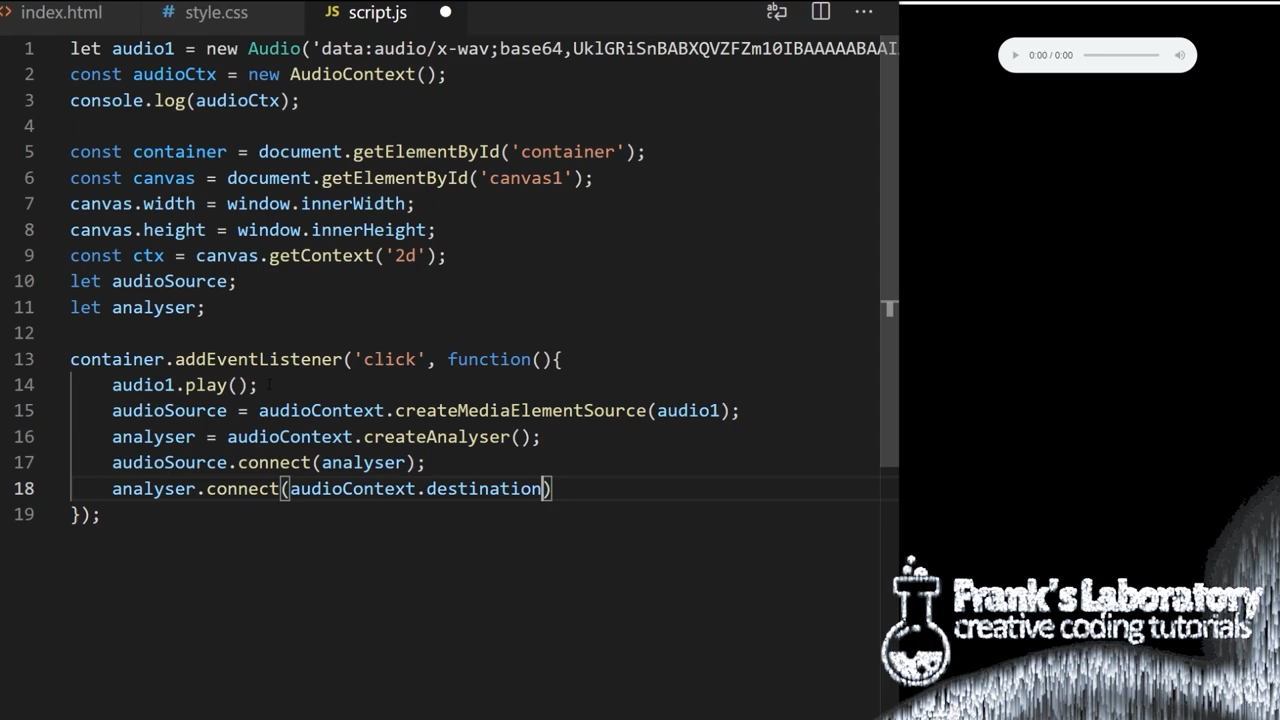 index.html
# style.css
JS script.js
1 let audio1 = new Audio('data:audio/x-wav;base64,UklGRiSnBABXQVZFZm10IBAAAAABAAI
2 const audioCtx = new AudioContext();
3 console.log(audioCtx);
4
5 const container = document.getElementById('container');
6 const canvas = document.getElementById('canvas1');
7 canvas.width = window.innerWidth;
8 canvas.height = window.innerHeight;
9 const ctx = canvas.getContext('2d');
10 let audioSource;
11 let analyser;
12
13 container.addEventListener('click', function(){
14 audio1.play();
15 audioSource = audioContext.createMediaElementSource(audio1);
16 analyser = audioContext.createAnalyser();
17 audioSource.connect(analyser);
18 analyser.connect(audioContext.destination)
19 });
0:00 / 0:00
Frank's Laboratory
creative coding tutorials